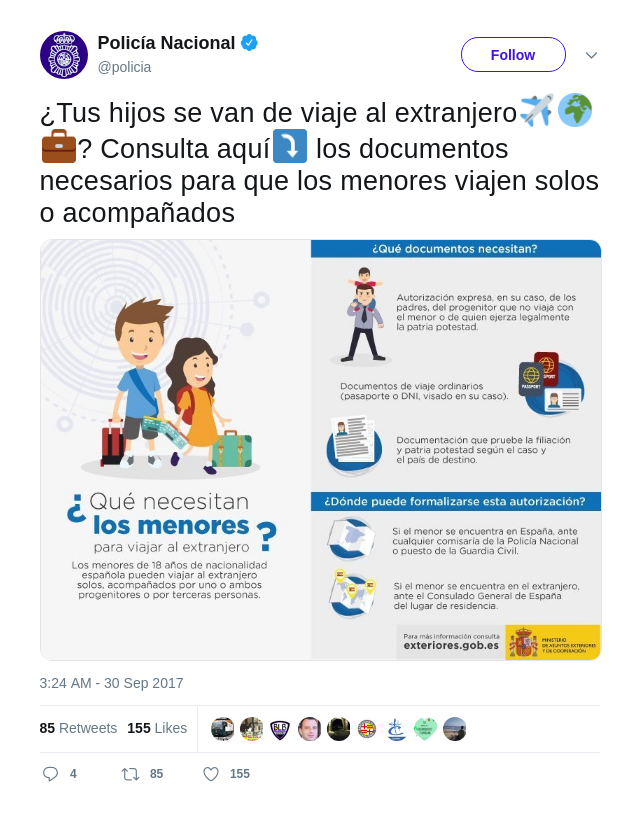 Policía Nacional
@policia
Follow
¿Tus hijos se van de viaje al extranjero
? Consulta aquí los documentos
necesarios para que los menores viajen solos
o acompañados
¿Qué necesitan
los menores
para viajar al extranjero?
Los menores de 18 años de nacionalidad
española pueden viajar al extranjero
solos, acompañados por uno o ambos
progenitores o por terceras personas.
¿Qué documentos necesitan?
Autorización expresa, en su caso, de los
padres, del progenitor que no viaja con
el menor o de quien ejerza legalmente
la patria potestad.
Documentos de viaje ordinarios
(pasaporte o DNI, visado en su caso).
PASSPORT
Documentación que pruebe la filiación
y patria potestad según el caso y
el país de destino.
¿Dónde puede formalizarse esta autorización?
Si el menor se encuentra en España, ante
cualquier comisaría de la Policía Nacional
o puesto de la Guardia Civil.
Si el menor se encuentra en el extranjero,
ante el Consulado General de España
del lugar de residencia.
Para más información consulta
exteriores.gob.es
MINISTERIO
DE ASUNTOS EXTERIORES
Y DE COOPERACIÓN
3:24 AM - 30 Sep 2017
85 Retweets 155 Likes
4 85 155